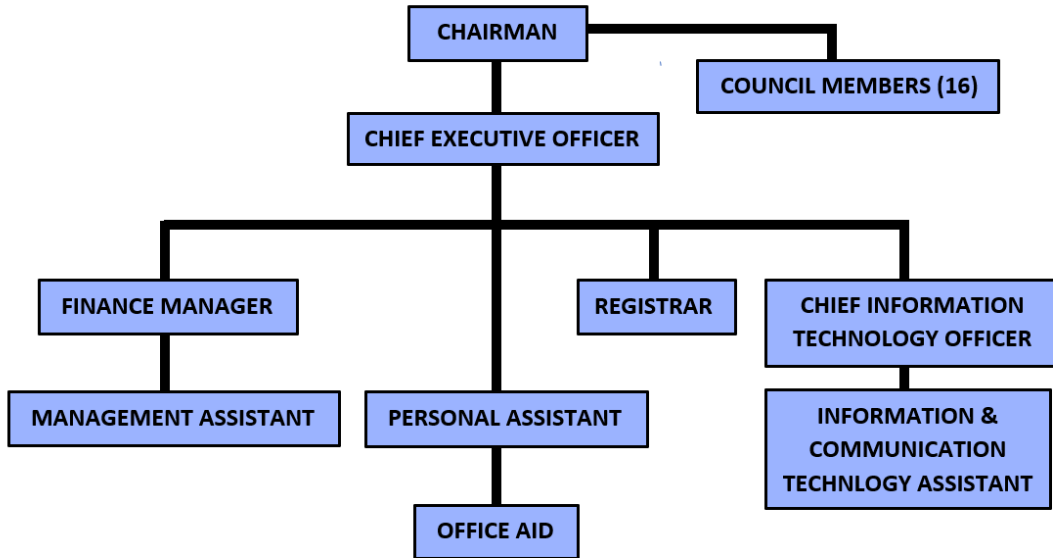 CHAIRMAN
COUNCIL MEMBERS (16)
CHIEF EXECUTIVE OFFICER
FINANCE MANAGER
REGISTRAR
CHIEF INFORMATION
TECHNOLOGY OFFICER
MANAGEMENT ASSISTANT
PERSONAL ASSISTANT
INFORMATION &
COMMUNICATION
TECHNLOGY ASSISTANT
OFFICE AID